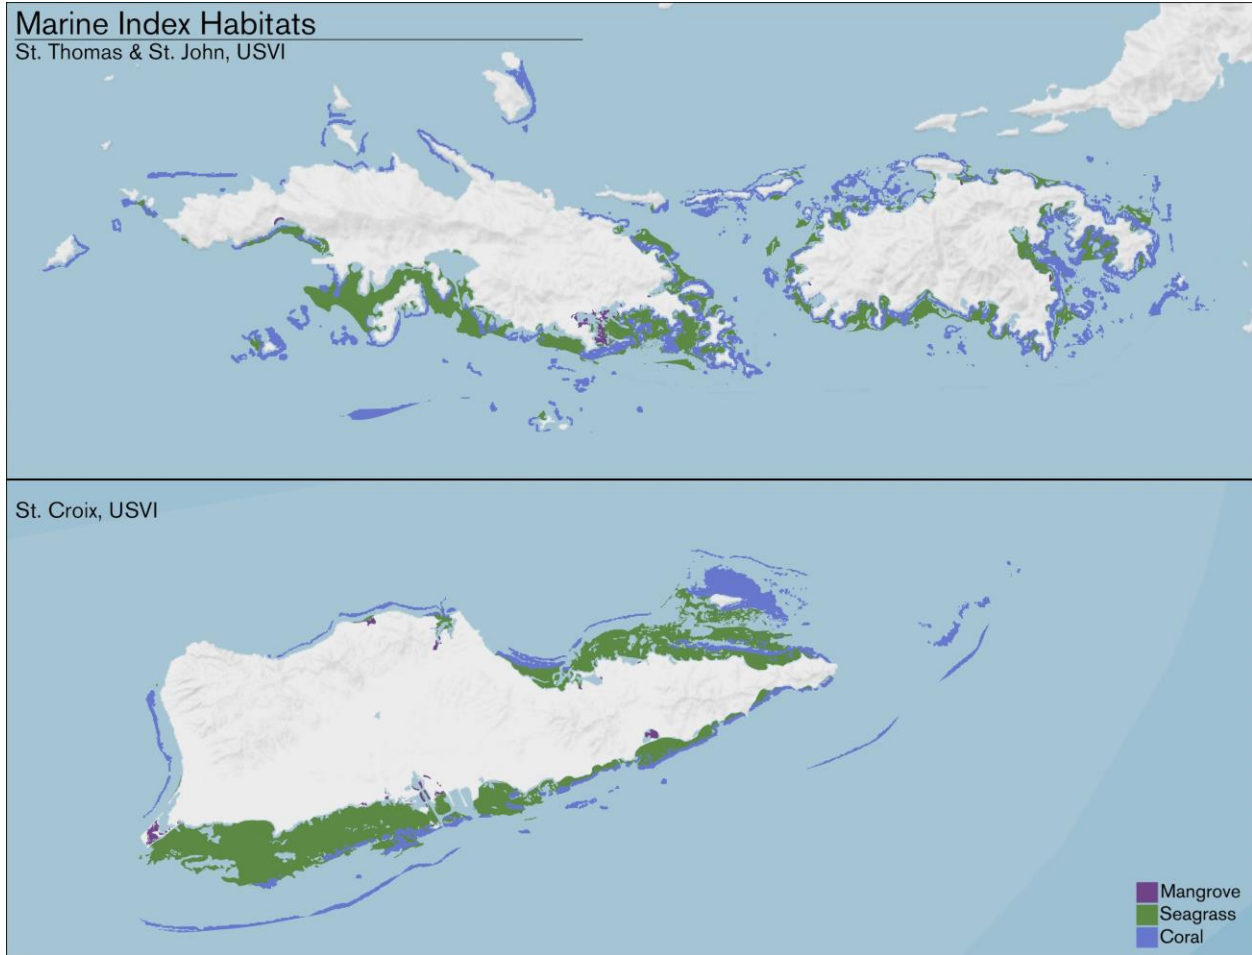 Marine Index Habitats
St. Thomas & St. John, USVI
St. Croix, USVI
Mangrove
Seagrass
Coral